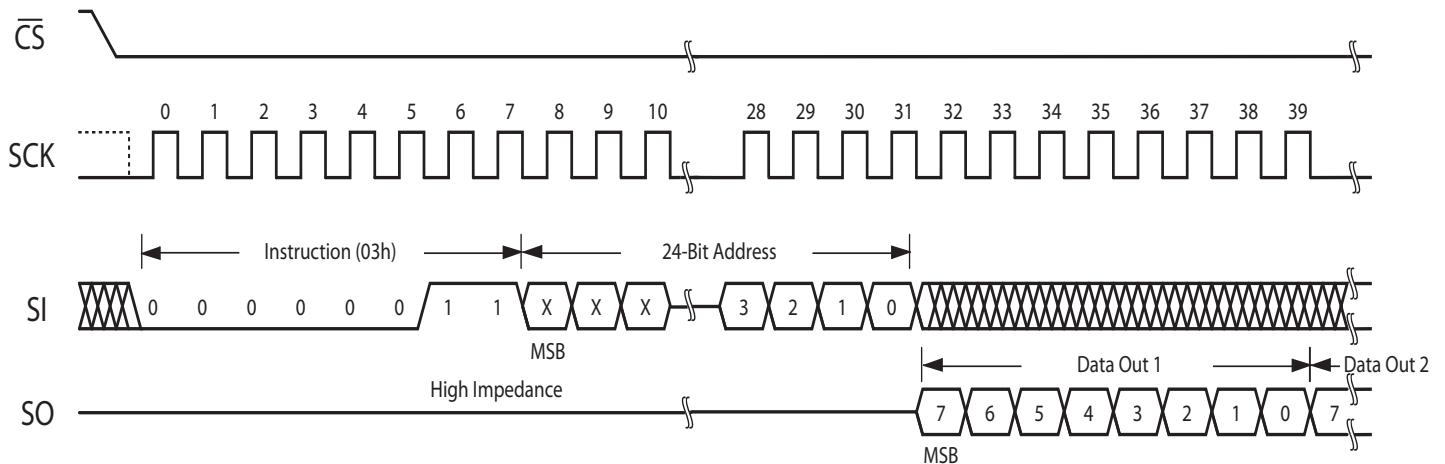 CS
0 1 2 3 4 5 6 7 8 9 10 28 29 30 31 32 33 34 35 36 37 38 39
SCK
Instruction (03h) 24-Bit Address
SI 0 0 0 0 0 0 1 1 X X X 3 2 1 0
MSB
Data Out 1 Data Out 2
High Impedance
SO 7 6 5 4 3 2 1 0 7
MSB